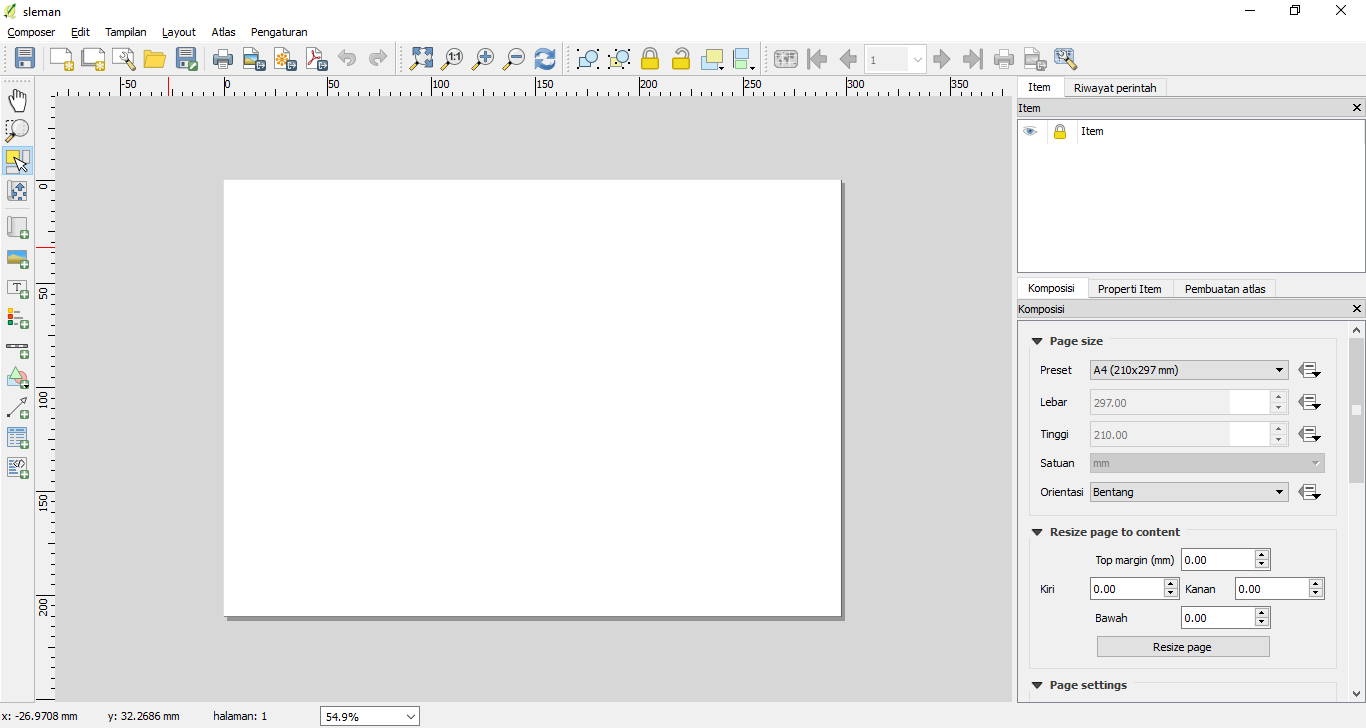 sleman
Composer Edit Tampilan Layout Atlas Pengaturan
1:1 1
-50 0 50 100 150 200 250 300 350
0
50
100
150
200
Item Riwayat perintah
Item
Item
Komposisi Properti Item Pembuatan atlas
Komposisi
Page size
Preset A4 (210x297 mm)
Lebar 297.00
Tinggi 210.00
Satuan mm
Orientasi Bentang
Resize page to content
Top margin (mm) 0.00
Kiri 0.00 Kanan 0.00
Bawah 0.00
Resize page
Page settings
x: -26.9708 mm y: 32.2686 mm halaman: 1 54.9%